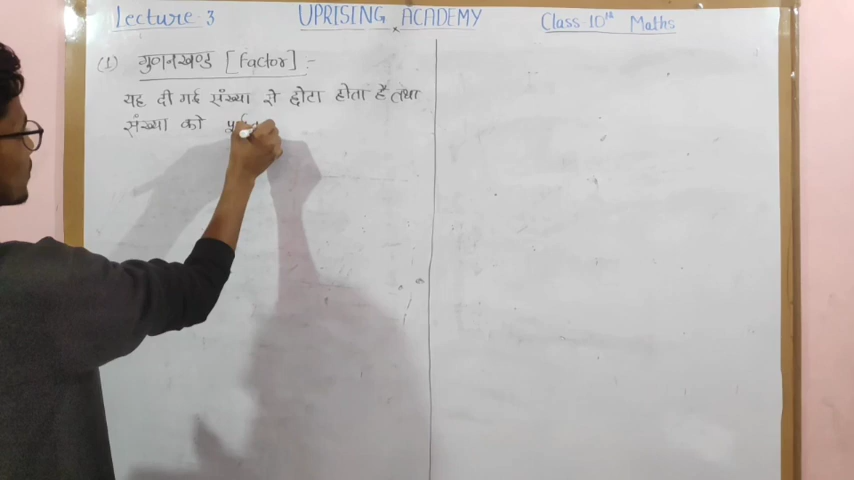 Lecture 3
UPRISING ACADEMY
Class 10th Maths
(1) गुणनखण्ड [Factor] :-
यह दी गई संख्या से छोटा होता है तथा
संख्या को